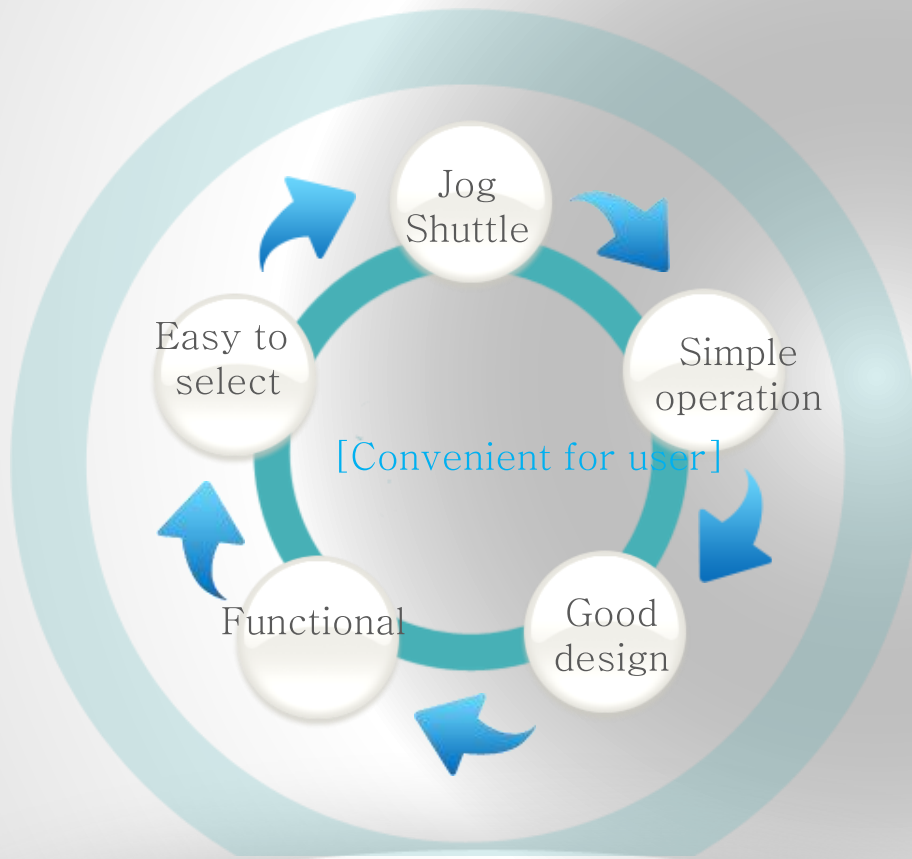 Jog
Shuttle
Easy to
select
Simple
operation
[Convenient for user]
Functional
Good
design